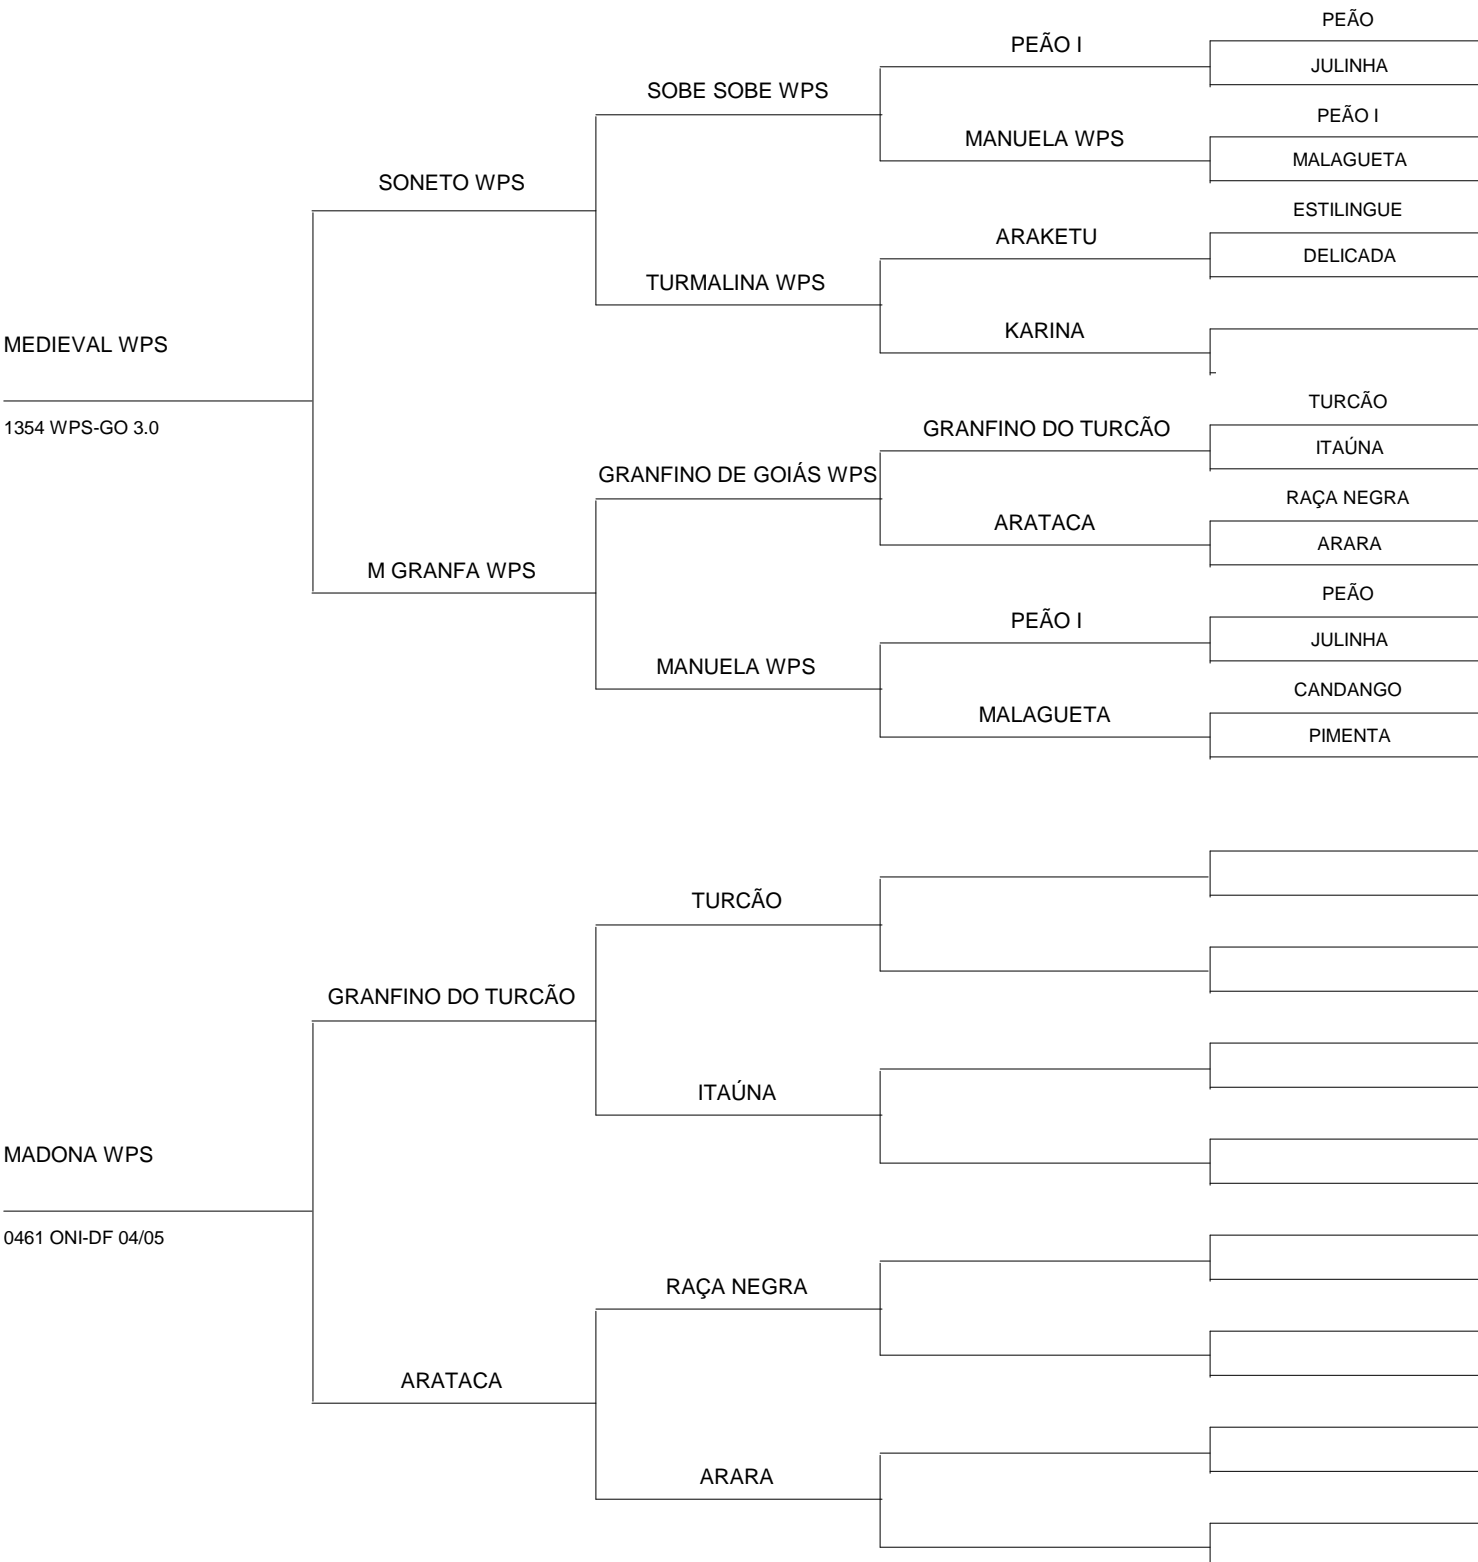 PEÃO
PEÃO I
JULINHA
SOBE SOBE WPS
PEÃO I
MANUELA WPS
MALAGUETA
SONETO WPS
ESTILINGUE
ARAKETU
DELICADA
TURMALINA WPS
KARINA
MEDIEVAL WPS
TURCÃO
1354 WPS-GO 3.0
GRANFINO DO TURCÃO
ITAÚNA
GRANFINO DE GOIÁS WPS
RAÇA NEGRA
ARATACA
ARARA
M GRANFA WPS
PEÃO
PEÃO I
JULINHA
MANUELA WPS
CANDANGO
MALAGUETA
PIMENTA
TURCÃO
GRANFINO DO TURCÃO
ITAÚNA
MADONA WPS
0461 ONI-DF 04/05
RAÇA NEGRA
ARATACA
ARARA